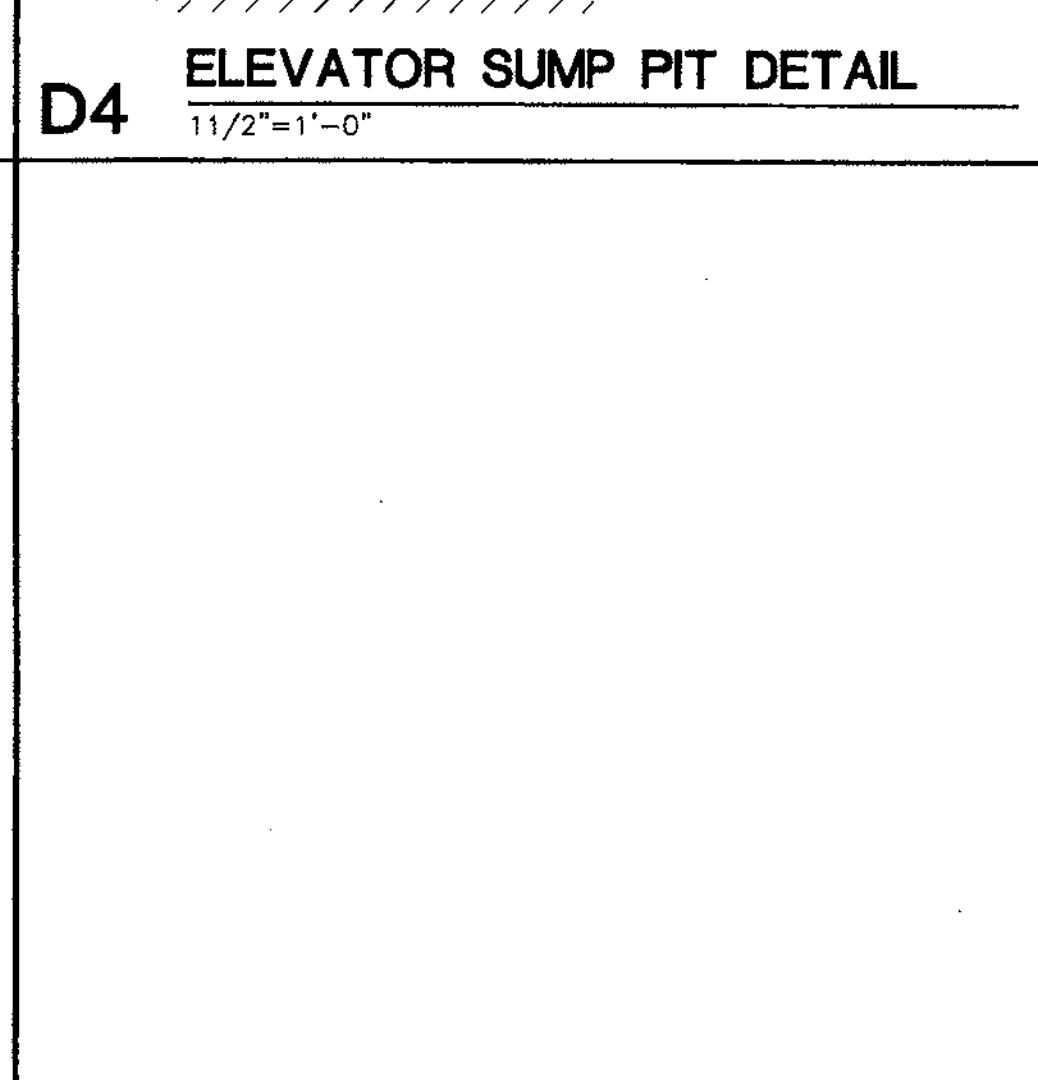 ELEVATOR SUMP PIT DETAIL
D4
11/2"=1'-0"